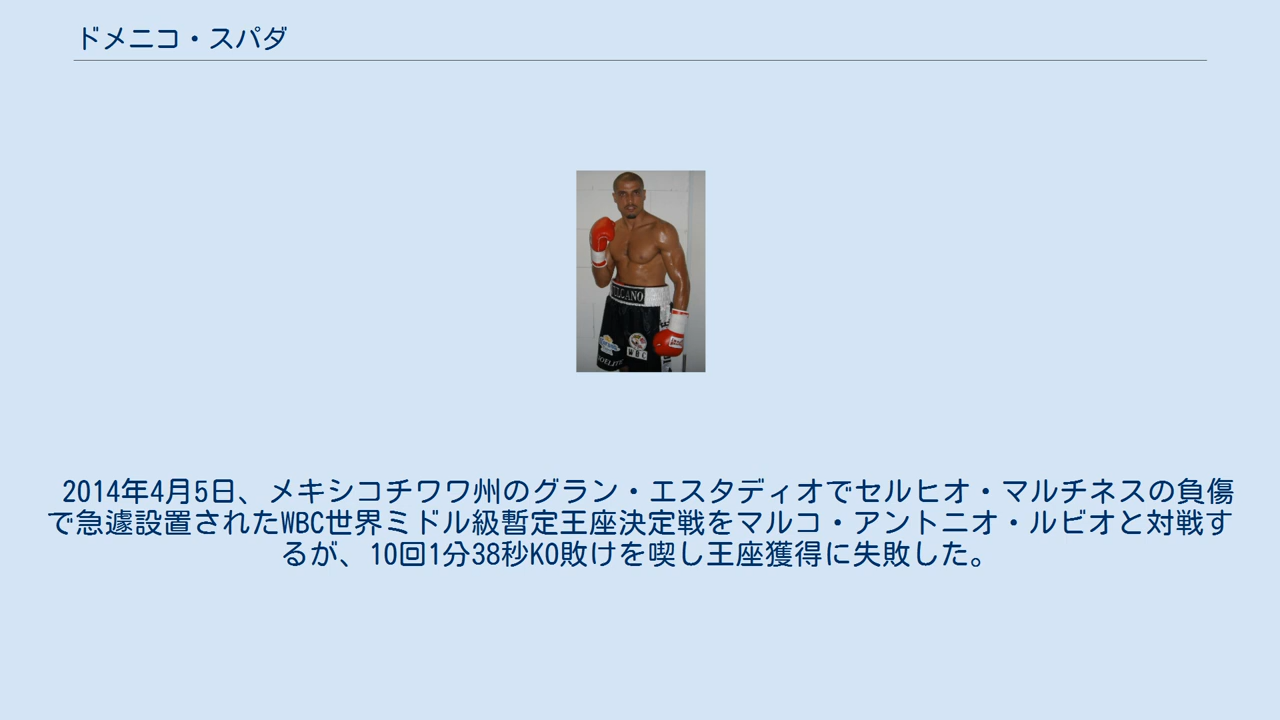 ドメニコ・スパダ
WBC
2014年4月5日、メキシコチワワ州のグラン・エスタディオでセルヒオ・マルチネスの負傷
で急遽設置されたWBC世界ミドル級暫定王座決定戦をマルコ・アントニオ・ルビオと対戦す
るが、10回1分38秒KO敗けを喫し王座獲得に失敗した。